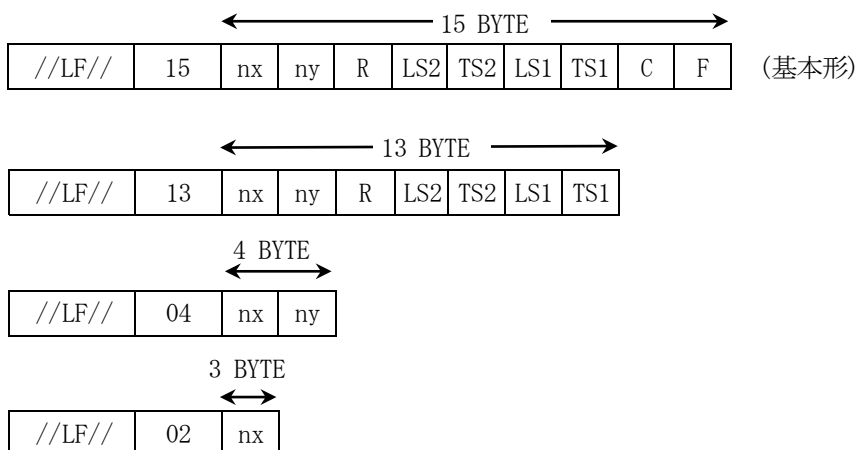 15 BYTE
//LF// 15 nx ny R LS2 TS2 LS1 TS1 C F (基本形)
13 BYTE
//LF// 13 nx ny R LS2 TS2 LS1 TS1
4 BYTE
//LF// 04 nx ny
3 BYTE
//LF// 02 nx